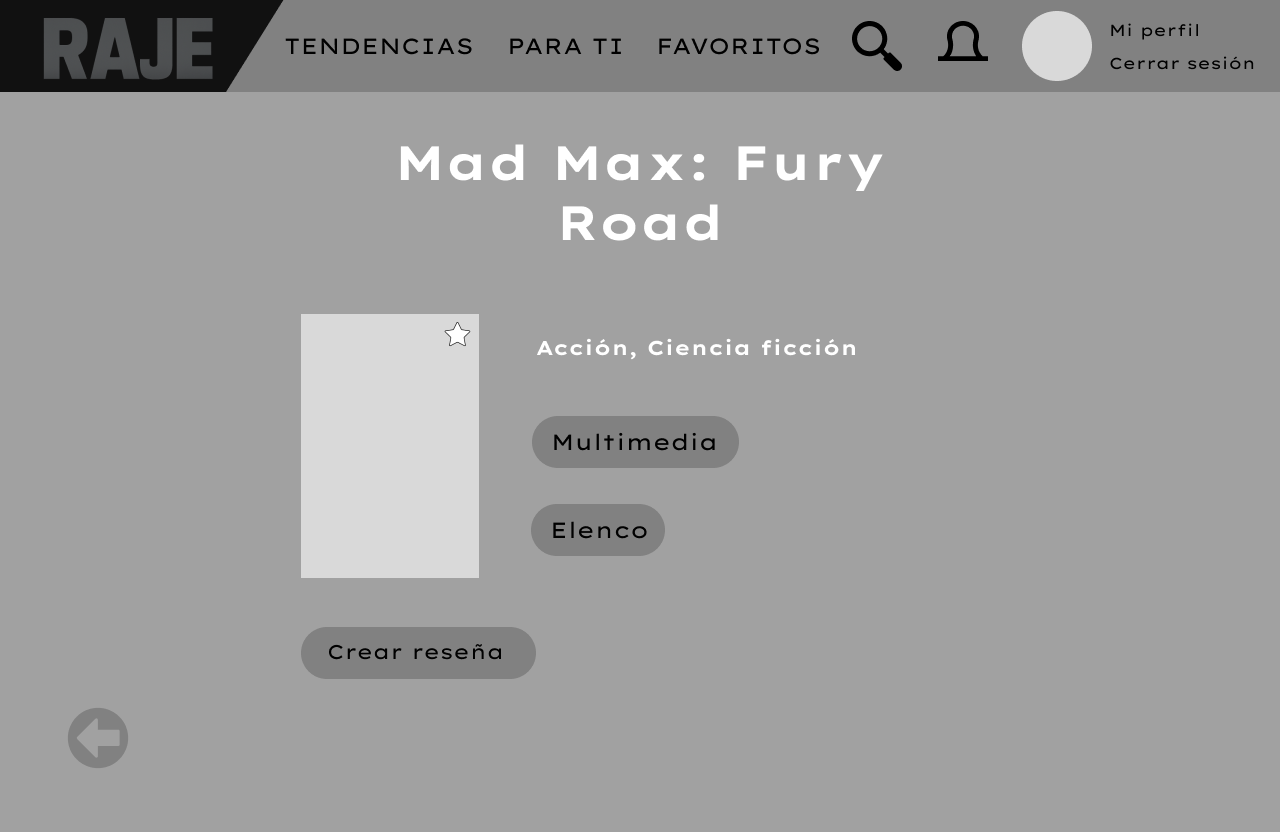 RAJE
TENDENCIAS
PARA TI
FAVORITOS
Mi perfil
Cerrar sesión
Mad Max: Fury
Road
Acción, Ciencia ficción
Multimedia
Elenco
Crear reseña